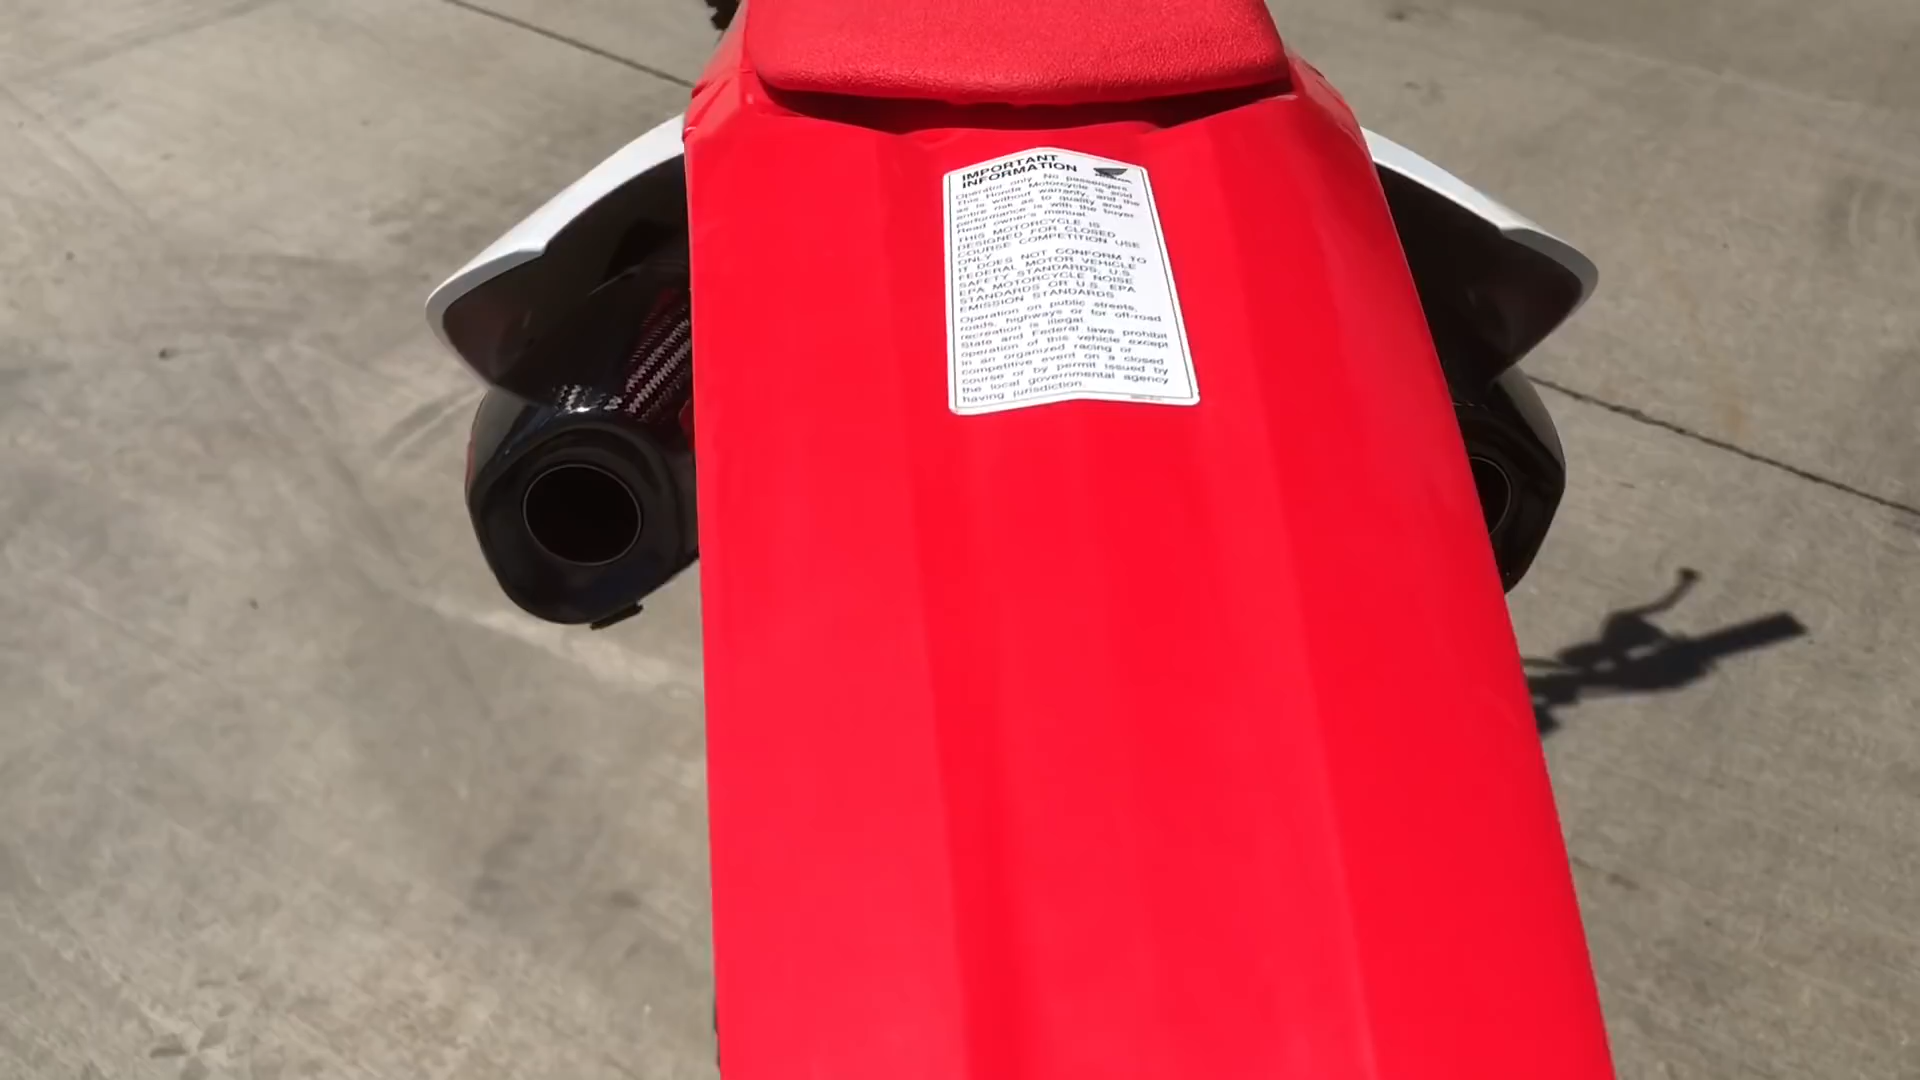 IMPORTANT
INFORMATION
HONDA
Operator only. No passengers.
This Honda Motorcycle is sold
as is without warranty, and the
entire risk as to quality and
performance is with the buyer.
Read owner's manual.
THIS MOTORCYCLE IS
DESIGNED FOR CLOSED
COURSE COMPETITION USE
ONLY
IT DOES NOT CONFORM TO
FEDERAL MOTOR VEHICLE
SAFETY STANDARDS, U.S.
EPA MOTORCYCLE NOISE
STANDARDS OR U.S. EPA
EMISSION STANDARDS.
Operation on public streets,
roads, highways or for off-road
recreation is illegal.
State and Federal laws prohibit
operation of this vehicle except
in an organized racing or
competitive event on a closed
course or by permit issued by
the local governmental agency
having jurisdiction.